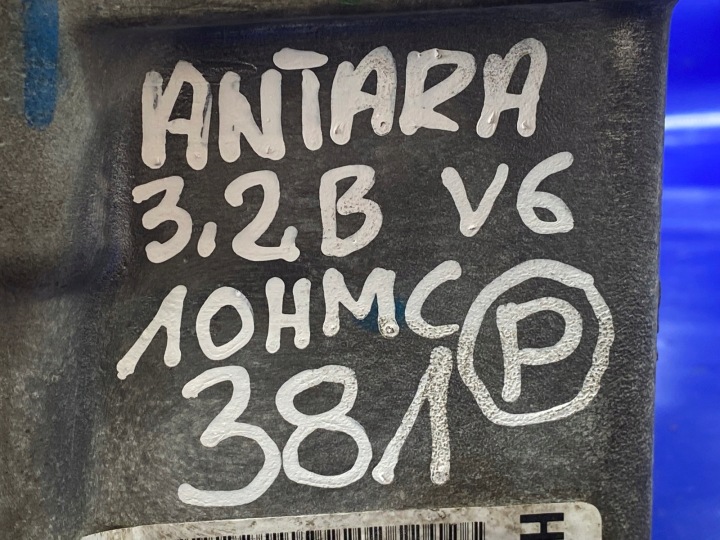 ANTARA
3.2B V6
10HMC P
381
H